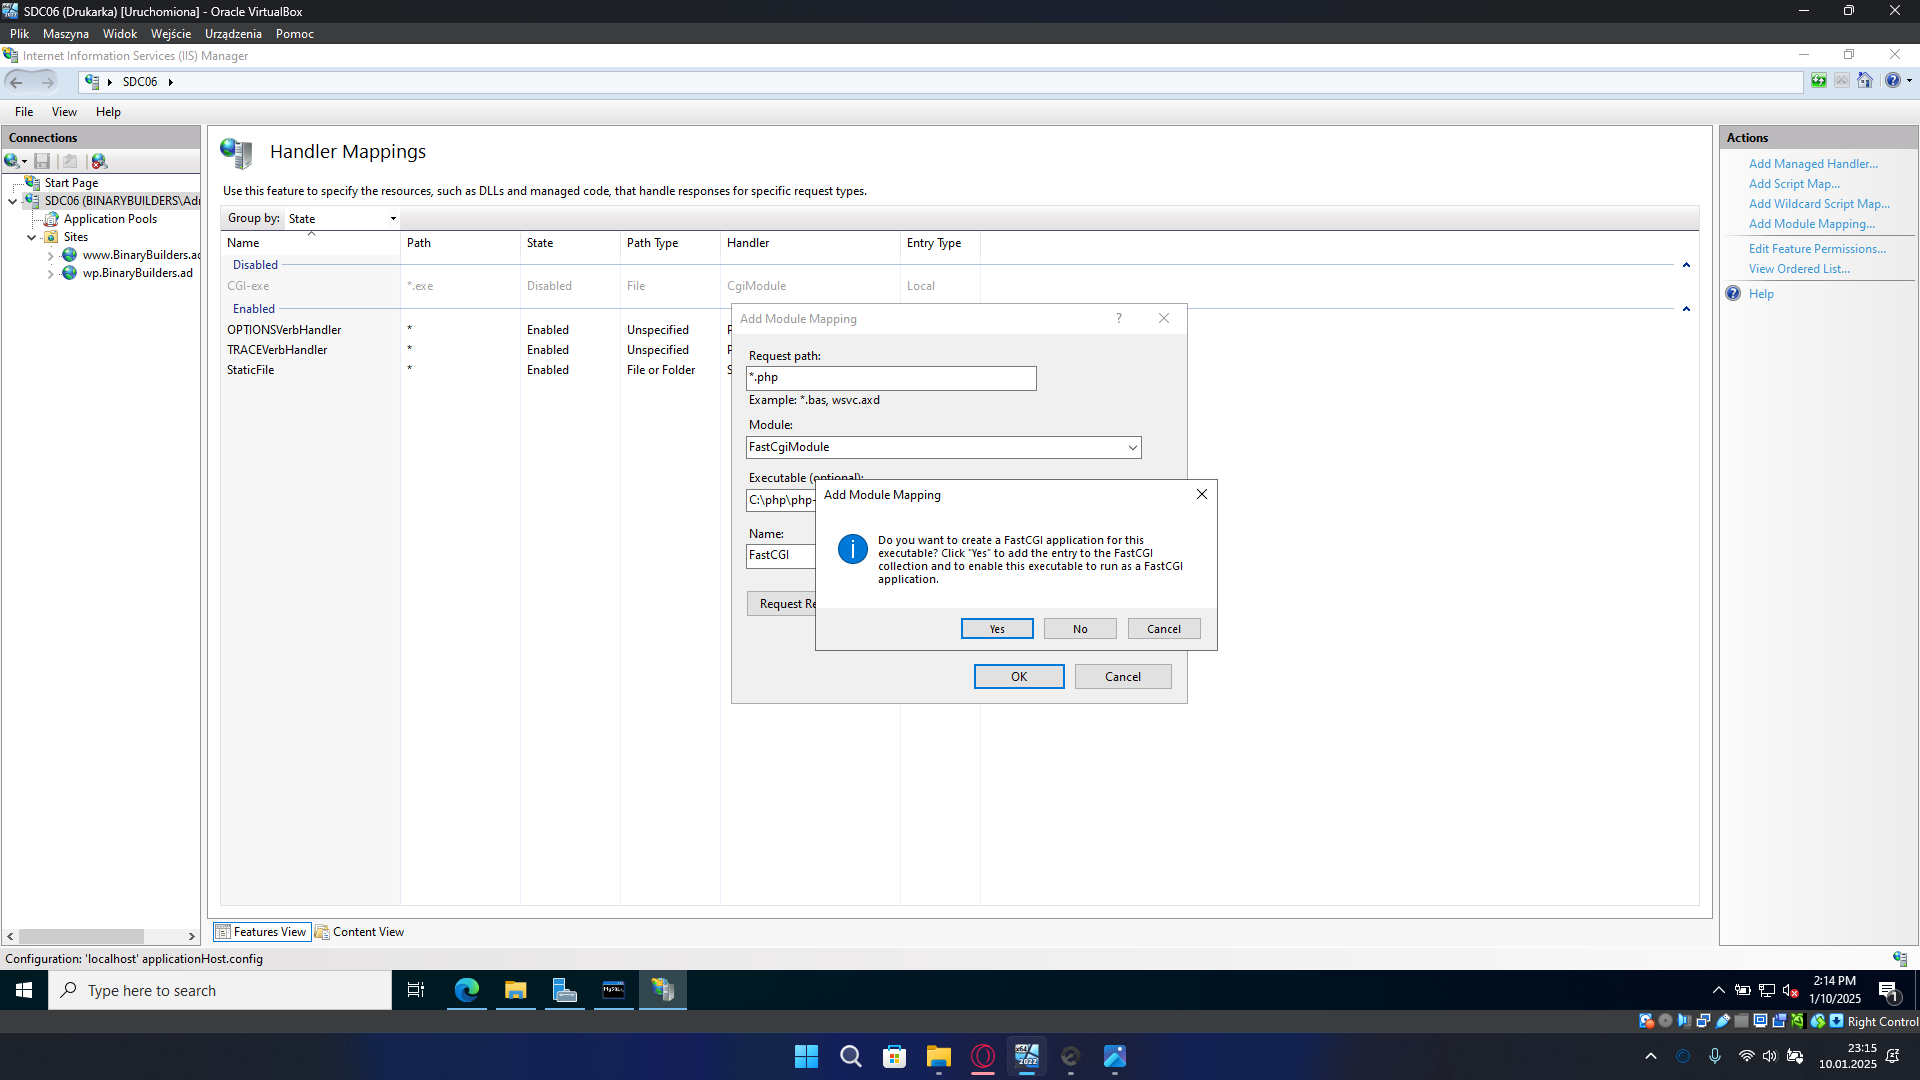 SDC06 (Drukarka) [Uruchomiona] - Oracle VirtualBox
Plik Maszyna Widok Wejście Urządzenia Pomoc
Internet Information Services (IIS) Manager
SDC06
File View Help
Connections
Start Page
SDC06 (BINARYBUILDERS\Adr
Application Pools
Sites
www.BinaryBuilders.ac
wp.BinaryBuilders.ad
Handler Mappings
Use this feature to specify the resources, such as DLLs and managed code, that handle responses for specific request types.
Group by: State
Name Path State Path Type Handler Entry Type
Disabled
CGI-exe *.exe Disabled File CgiModule Local
Enabled
OPTIONSVerbHandler * Enabled Unspecified P
TRACEVerbHandler * Enabled Unspecified P
StaticFile * Enabled File or Folder S
Add Module Mapping ?
Request path:
*.php
Example: *.bas, wsvc.axd
Module:
FastCgiModule
Executable (optional):
C:\php\php-
Name:
FastCGI
Request Re
OK Cancel
Add Module Mapping
Do you want to create a FastCGI application for this
executable? Click "Yes" to add the entry to the FastCGI
collection and to enable this executable to run as a FastCGI
application.
Yes No Cancel
Actions
Add Managed Handler...
Add Script Map...
Add Wildcard Script Map...
Add Module Mapping...
Edit Feature Permissions...
View Ordered List...
Help
Features View Content View
Configuration: 'localhost' applicationHost.config
Type here to search
2:14 PM
1/10/2025
1
Right Control
23:15
10.01.2025